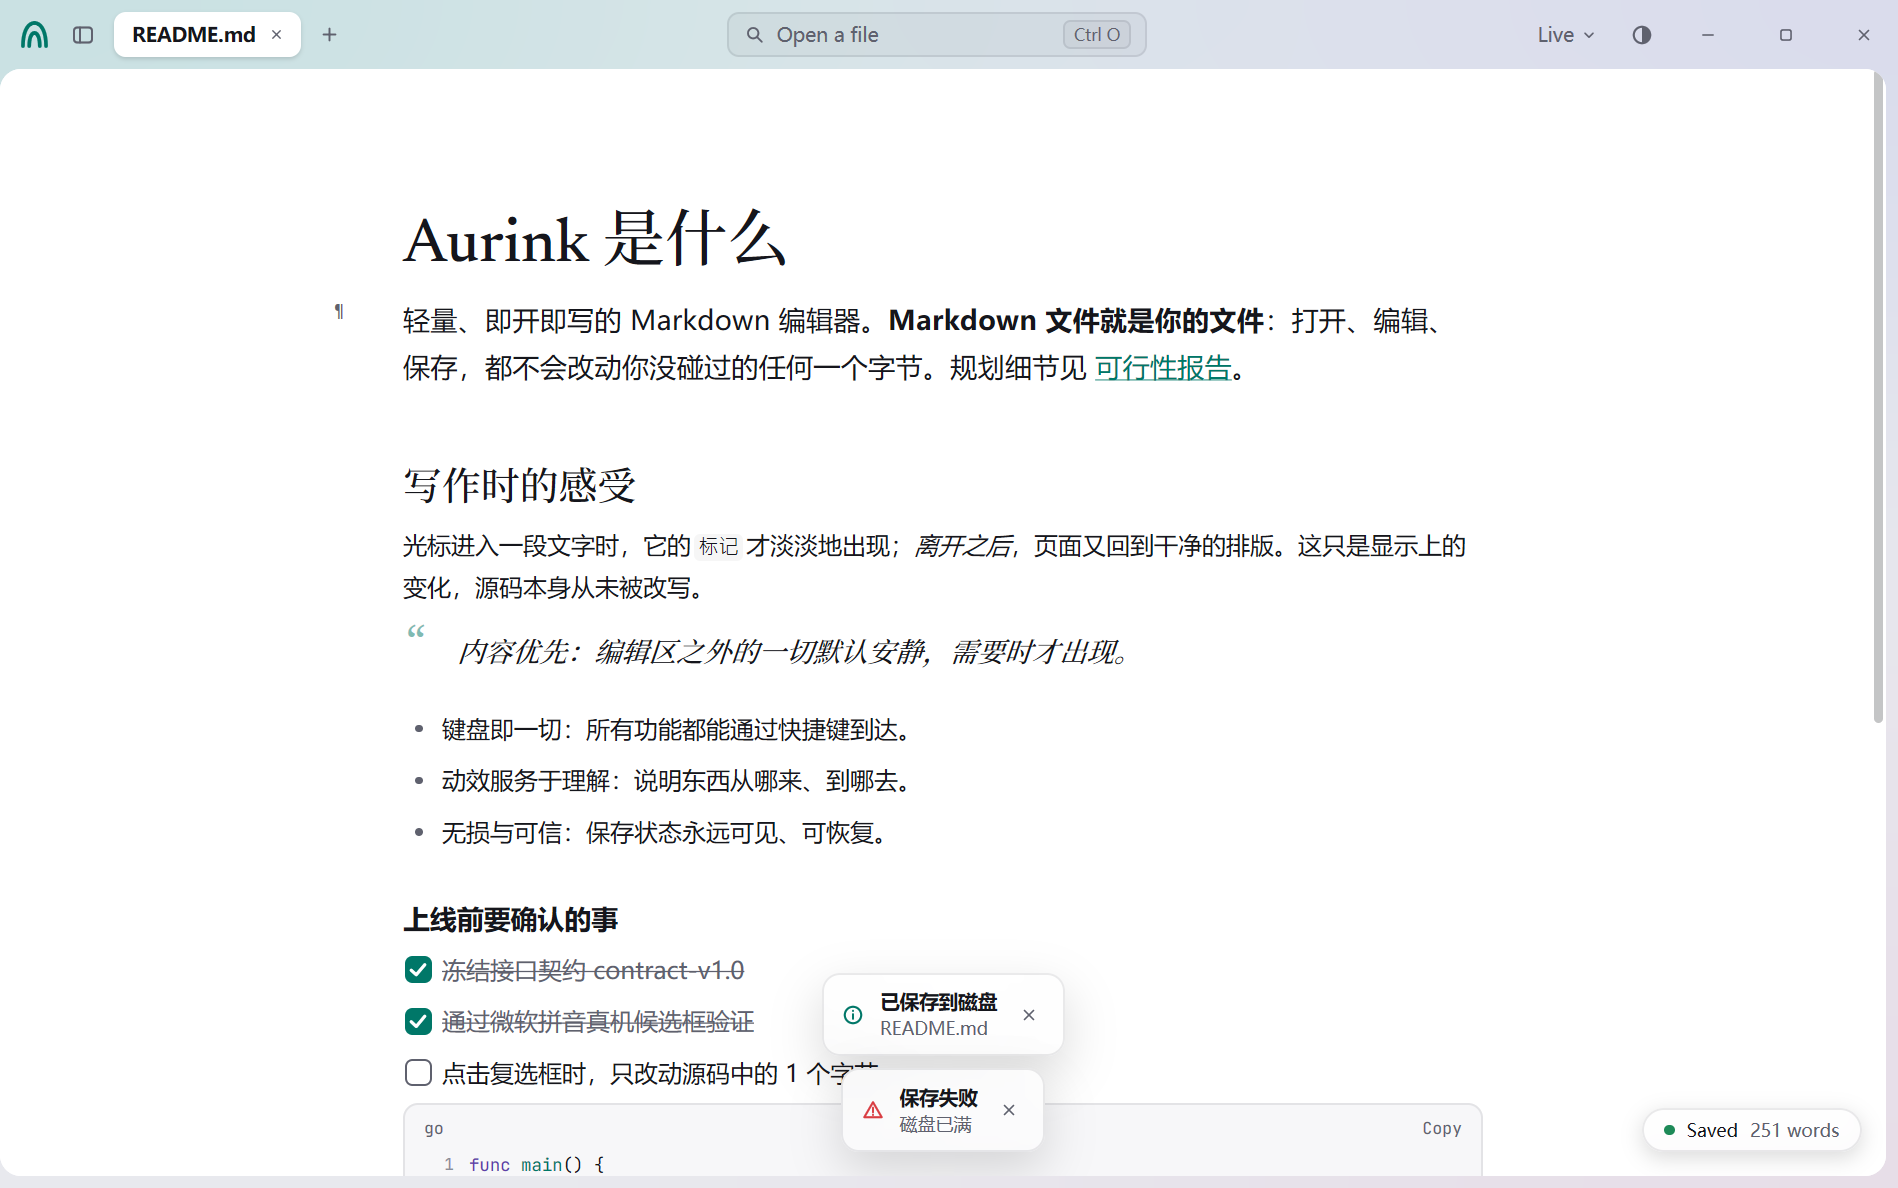 README.md
Open a file
Ctrl O
Live
Aurink 是什么
¶
轻量、即开即写的 Markdown 编辑器。Markdown 文件就是你的文件：打开、编辑、
保存，都不会改动你没碰过的任何一个字节。规划细节见 可行性报告。
写作时的感受
光标进入一段文字时，它的 标记 才淡淡地出现；离开之后，页面又回到干净的排版。这只是显示上的
变化，源码本身从未被改写。
“
内容优先：编辑区之外的一切默认安静，需要时才出现。
• 键盘即一切：所有功能都能通过快捷键到达。
• 动效服务于理解：说明东西从哪来、到哪去。
• 无损与可信：保存状态永远可见、可恢复。
上线前要确认的事
冻结接口契约 contract-v1.0
通过微软拼音真机候选框验证
点击复选框时，只改动源码中的 1 个字节
已保存到磁盘
README.md
保存失败
磁盘已满
go
Copy
1 func main() {
Saved 251 words